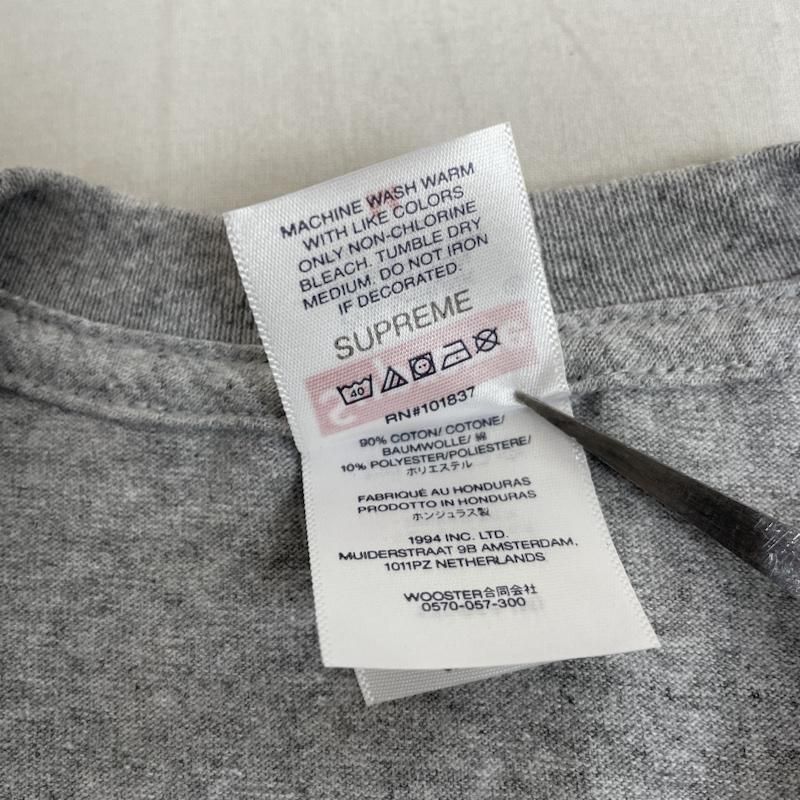 MACHINE WASH WARM
WITH LIKE COLORS
ONLY NON-CHLORINE
BLEACH. TUMBLE DRY
MEDIUM. DO NOT IRON
IF DECORATED.
SUPREME
40
RN#101837
90% COTON/ COTONE/
BAUMWOLLE/ 綿
10% POLYESTER/POLIESTERE/
ポリエステル
FABRIQUÉ AU HONDURAS
PRODOTTO IN HONDURAS
ホンジュラス製
1994 INC. LTD.
MUIDERSTRAAT 9B AMSTERDAM,
1011PZ NETHERLANDS
WOOSTER合同会社
0570-057-300